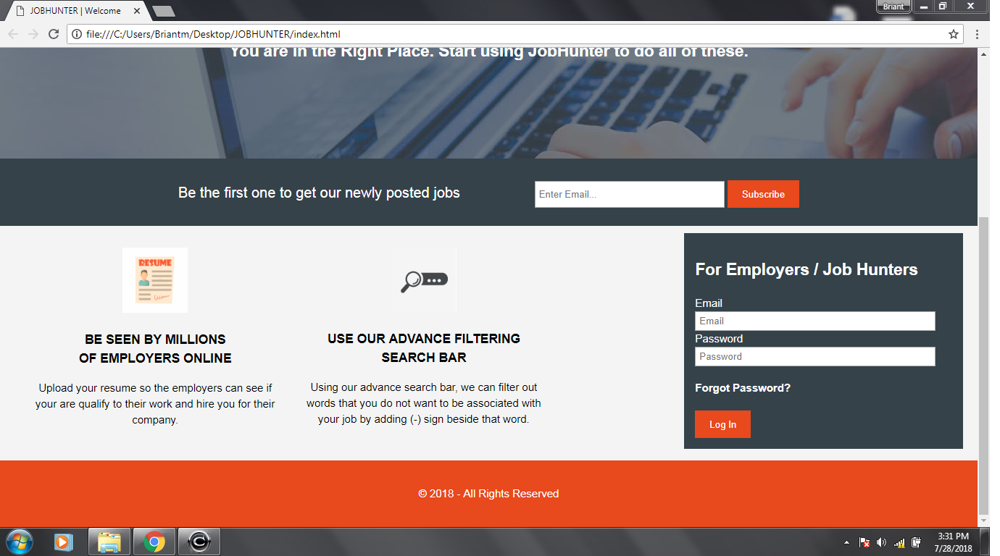 JOBHUNTER | Welcome
Briant
file:///C:/Users/Briantm/Desktop/JOBHUNTER/index.html
You are in the Right Place. Start using JobHunter to do all of these.
Be the first one to get our newly posted jobs
Enter Email...
Subscribe
RESUME
BE SEEN BY MILLIONS
OF EMPLOYERS ONLINE
Upload your resume so the employers can see if
your are qualify to their work and hire you for their
company.
USE OUR ADVANCE FILTERING
SEARCH BAR
Using our advance search bar, we can filter out
words that you do not want to be associated with
your job by adding (-) sign beside that word.
For Employers / Job Hunters
Email
Email
Password
Password
Forgot Password?
Log In
© 2018 - All Rights Reserved
3:31 PM
7/28/2018